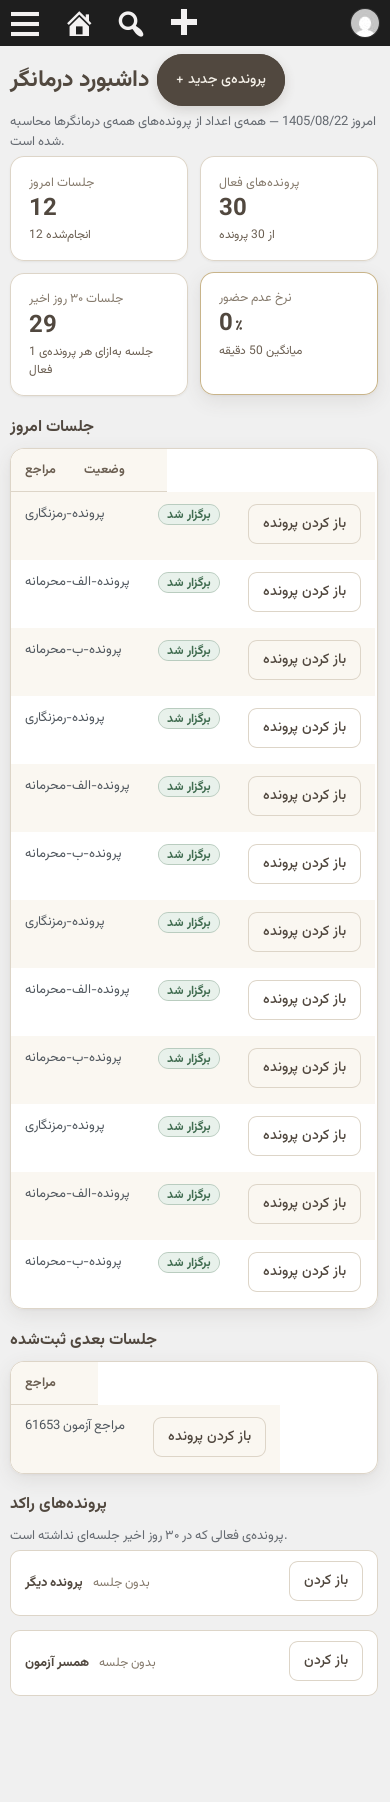 داشبورد درمانگر
پرونده‌ی جدید +
امروز 1405/08/22 — همه‌ی اعداد از پرونده‌های همه‌ی درمانگرها محاسبه
شده است.
جلسات امروز
12
12 انجام‌شده
پرونده‌های فعال
30
از 30 پرونده
جلسات ۳۰ روز اخیر
29
1 جلسه به‌ازای هر پرونده‌ی
فعال
نرخ عدم حضور
0٪
میانگین 50 دقیقه
جلسات امروز
مراجع وضعیت
پرونده-رمزنگاری برگزار شد باز کردن پرونده
پرونده-الف-محرمانه برگزار شد باز کردن پرونده
پرونده-ب-محرمانه برگزار شد باز کردن پرونده
پرونده-رمزنگاری برگزار شد باز کردن پرونده
پرونده-الف-محرمانه برگزار شد باز کردن پرونده
پرونده-ب-محرمانه برگزار شد باز کردن پرونده
پرونده-رمزنگاری برگزار شد باز کردن پرونده
پرونده-الف-محرمانه برگزار شد باز کردن پرونده
پرونده-ب-محرمانه برگزار شد باز کردن پرونده
پرونده-رمزنگاری برگزار شد باز کردن پرونده
پرونده-الف-محرمانه برگزار شد باز کردن پرونده
پرونده-ب-محرمانه برگزار شد باز کردن پرونده
جلسات بعدی ثبت‌شده
مراجع
مراجع آزمون 61653 باز کردن پرونده
پرونده‌های راکد
پرونده‌ی فعالی که در ۳۰ روز اخیر جلسه‌ای نداشته است.
پرونده دیگر بدون جلسه باز کردن
همسر آزمون بدون جلسه باز کردن